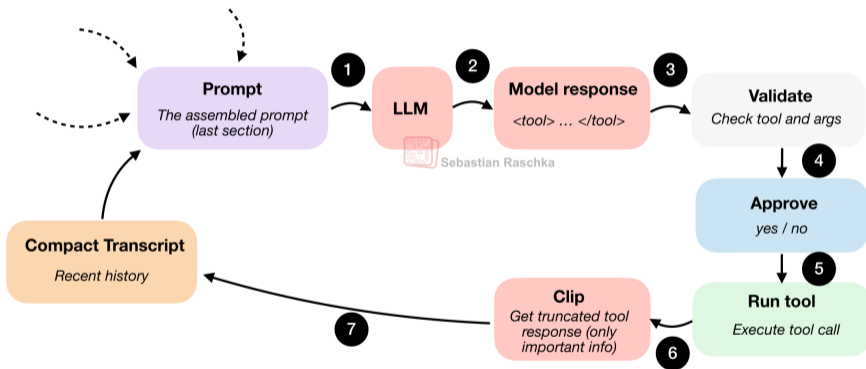 1
2
3
Prompt
The assembled prompt
(last section)
LLM
Model response
<tool> ... </tool>
Validate
Check tool and args
Sebastian Raschka
4
Approve
yes / no
5
Compact Transcript
Recent history
Clip
Get truncated tool
response (only
important info)
Run tool
Execute tool call
6
7